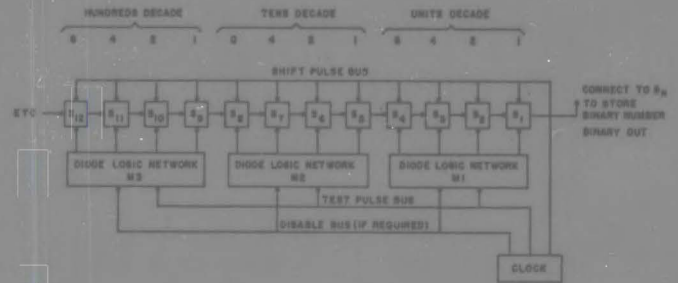 HUNDREDS DECADE TENS DECADE UNITS DECADE
8 4 2 1 8 4 2 1 8 4 2 1
SHIFT PULSE BUS
ETC S12 S11 S10 S9 S8 S7 S6 S5 S4 S3 S2 S1
CONNECT TO SN
TO STORE
BINARY NUMBER
BINARY OUT
DIODE LOGIC NETWORK DIODE LOGIC NETWORK DIODE LOGIC NETWORK
M3 M2 M1
TEST PULSE BUS
DISABLE BUS (IF REQUIRED)
CLOCK